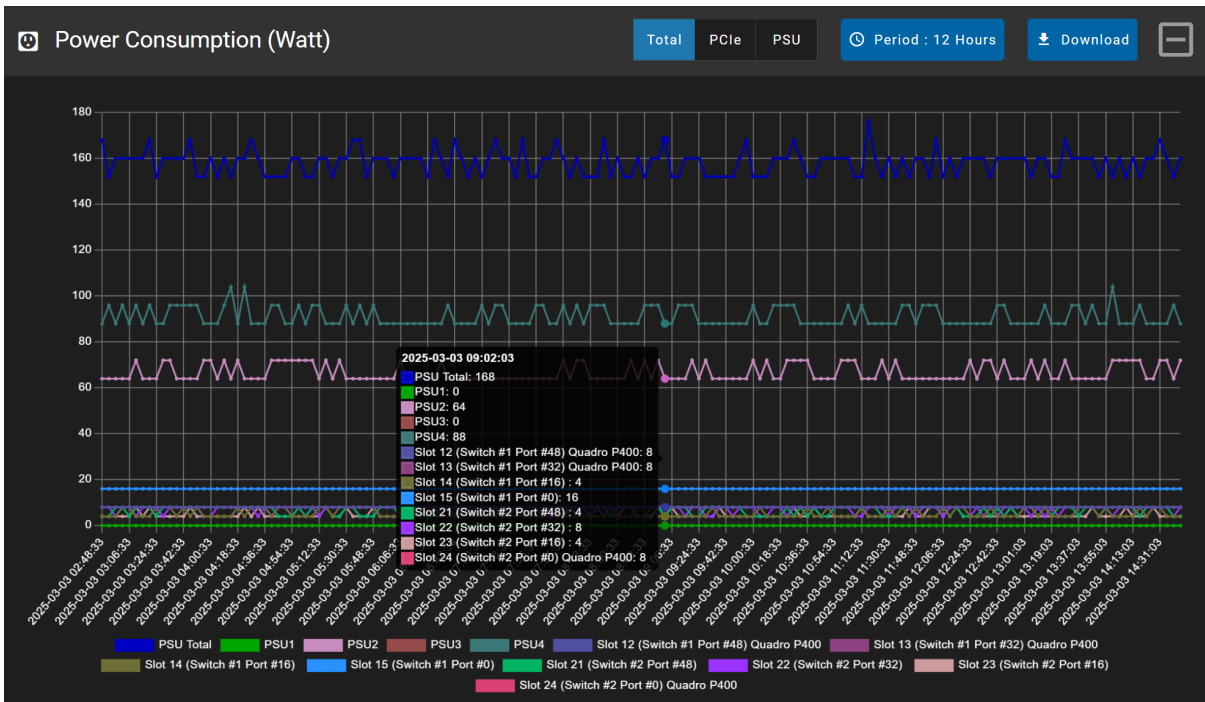 Power Consumption (Watt)
Total PCIe PSU Period : 12 Hours Download
180
160
140
120
100
80
60
40
20
0
2025-03-03 09:02:03
PSU Total: 168
PSU1: 0
PSU2: 64
PSU3: 0
PSU4: 88
Slot 12 (Switch #1 Port #48) Quadro P400: 8
Slot 13 (Switch #1 Port #32) Quadro P400: 8
Slot 14 (Switch #1 Port #16) : 4
Slot 15 (Switch #1 Port #0): 16
Slot 21 (Switch #2 Port #48) : 4
Slot 22 (Switch #2 Port #32) : 8
Slot 23 (Switch #2 Port #16) : 4
Slot 24 (Switch #2 Port #0) Quadro P400: 8
2025-03-03 02:48:33
2025-03-03 03:06:33
2025-03-03 03:24:33
2025-03-03 03:42:33
2025-03-03 04:00:33
2025-03-03 04:18:33
2025-03-03 04:36:33
2025-03-03 04:54:33
2025-03-03 05:12:33
2025-03-03 05:30:33
2025-03-03 05:48:33
2025-03-03 09:24:33
2025-03-03 09:42:33
2025-03-03 10:00:33
2025-03-03 10:18:33
2025-03-03 10:36:33
2025-03-03 10:54:33
2025-03-03 11:12:33
2025-03-03 11:30:33
2025-03-03 11:48:33
2025-03-03 12:06:33
2025-03-03 12:24:33
2025-03-03 12:42:33
2025-03-03 13:01:03
2025-03-03 13:19:03
2025-03-03 13:37:03
2025-03-03 13:55:03
2025-03-03 14:13:03
2025-03-03 14:31:03
PSU Total PSU1 PSU2 PSU3 PSU4 Slot 12 (Switch #1 Port #48) Quadro P400 Slot 13 (Switch #1 Port #32) Quadro P400
Slot 14 (Switch #1 Port #16) Slot 15 (Switch #1 Port #0) Slot 21 (Switch #2 Port #48) Slot 22 (Switch #2 Port #32) Slot 23 (Switch #2 Port #16)
Slot 24 (Switch #2 Port #0) Quadro P400